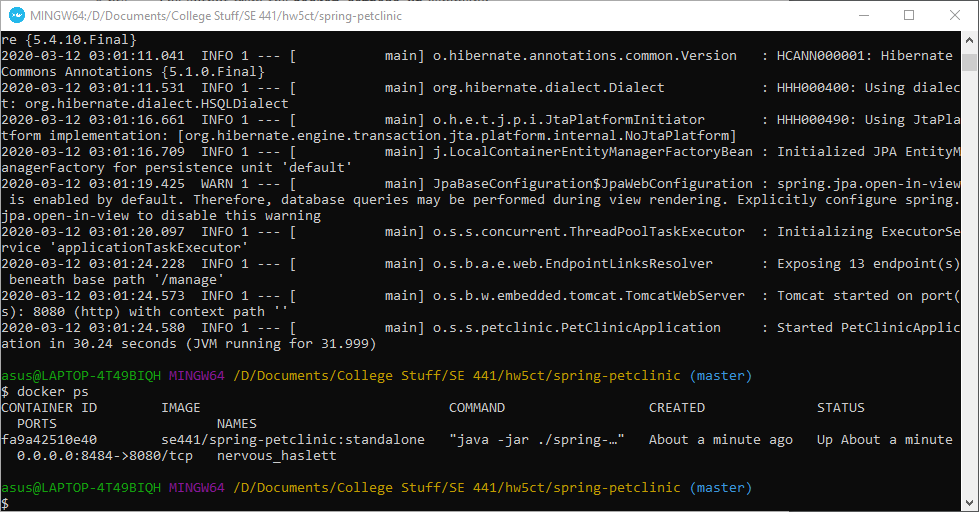 MINGW64:/D/Documents/College Stuff/SE 441/hw5ct/spring-petclinic
re {5.4.10.Final}
2020-03-12 03:01:11.041  INFO 1 --- [           main] o.hibernate.annotations.common.Version   : HCANN000001: Hibernate
Commons Annotations {5.1.0.Final}
2020-03-12 03:01:11.531  INFO 1 --- [           main] org.hibernate.dialect.Dialect            : HHH000400: Using dialec
t: org.hibernate.dialect.HSQLDialect
2020-03-12 03:01:16.661  INFO 1 --- [           main] o.h.e.t.j.p.i.JtaPlatformInitiator       : HHH000490: Using JtaPla
tform implementation: [org.hibernate.engine.transaction.jta.platform.internal.NoJtaPlatform]
2020-03-12 03:01:16.709  INFO 1 --- [           main] j.LocalContainerEntityManagerFactoryBean : Initialized JPA EntityM
anagerFactory for persistence unit 'default'
2020-03-12 03:01:19.425  WARN 1 --- [           main] JpaBaseConfiguration$JpaWebConfiguration : spring.jpa.open-in-view
 is enabled by default. Therefore, database queries may be performed during view rendering. Explicitly configure spring.
jpa.open-in-view to disable this warning
2020-03-12 03:01:20.097  INFO 1 --- [           main] o.s.s.concurrent.ThreadPoolTaskExecutor  : Initializing ExecutorSe
rvice 'applicationTaskExecutor'
2020-03-12 03:01:24.228  INFO 1 --- [           main] o.s.b.a.e.web.EndpointLinksResolver      : Exposing 13 endpoint(s)
 beneath base path '/manage'
2020-03-12 03:01:24.573  INFO 1 --- [           main] o.s.b.w.embedded.tomcat.TomcatWebServer  : Tomcat started on port(
s): 8080 (http) with context path ''
2020-03-12 03:01:24.580  INFO 1 --- [           main] o.s.s.petclinic.PetClinicApplication     : Started PetClinicApplic
ation in 30.24 seconds (JVM running for 31.999)
asus@LAPTOP-4T49BIQH MINGW64 /D/Documents/College Stuff/SE 441/hw5ct/spring-petclinic (master)
$ docker ps
CONTAINER ID        IMAGE                               COMMAND                  CREATED              STATUS
  PORTS                    NAMES
fa9a42510e40        se441/spring-petclinic:standalone   "java -jar ./spring-…"   About a minute ago   Up About a minute
  0.0.0.0:8484->8080/tcp   nervous_haslett
asus@LAPTOP-4T49BIQH MINGW64 /D/Documents/College Stuff/SE 441/hw5ct/spring-petclinic (master)
$